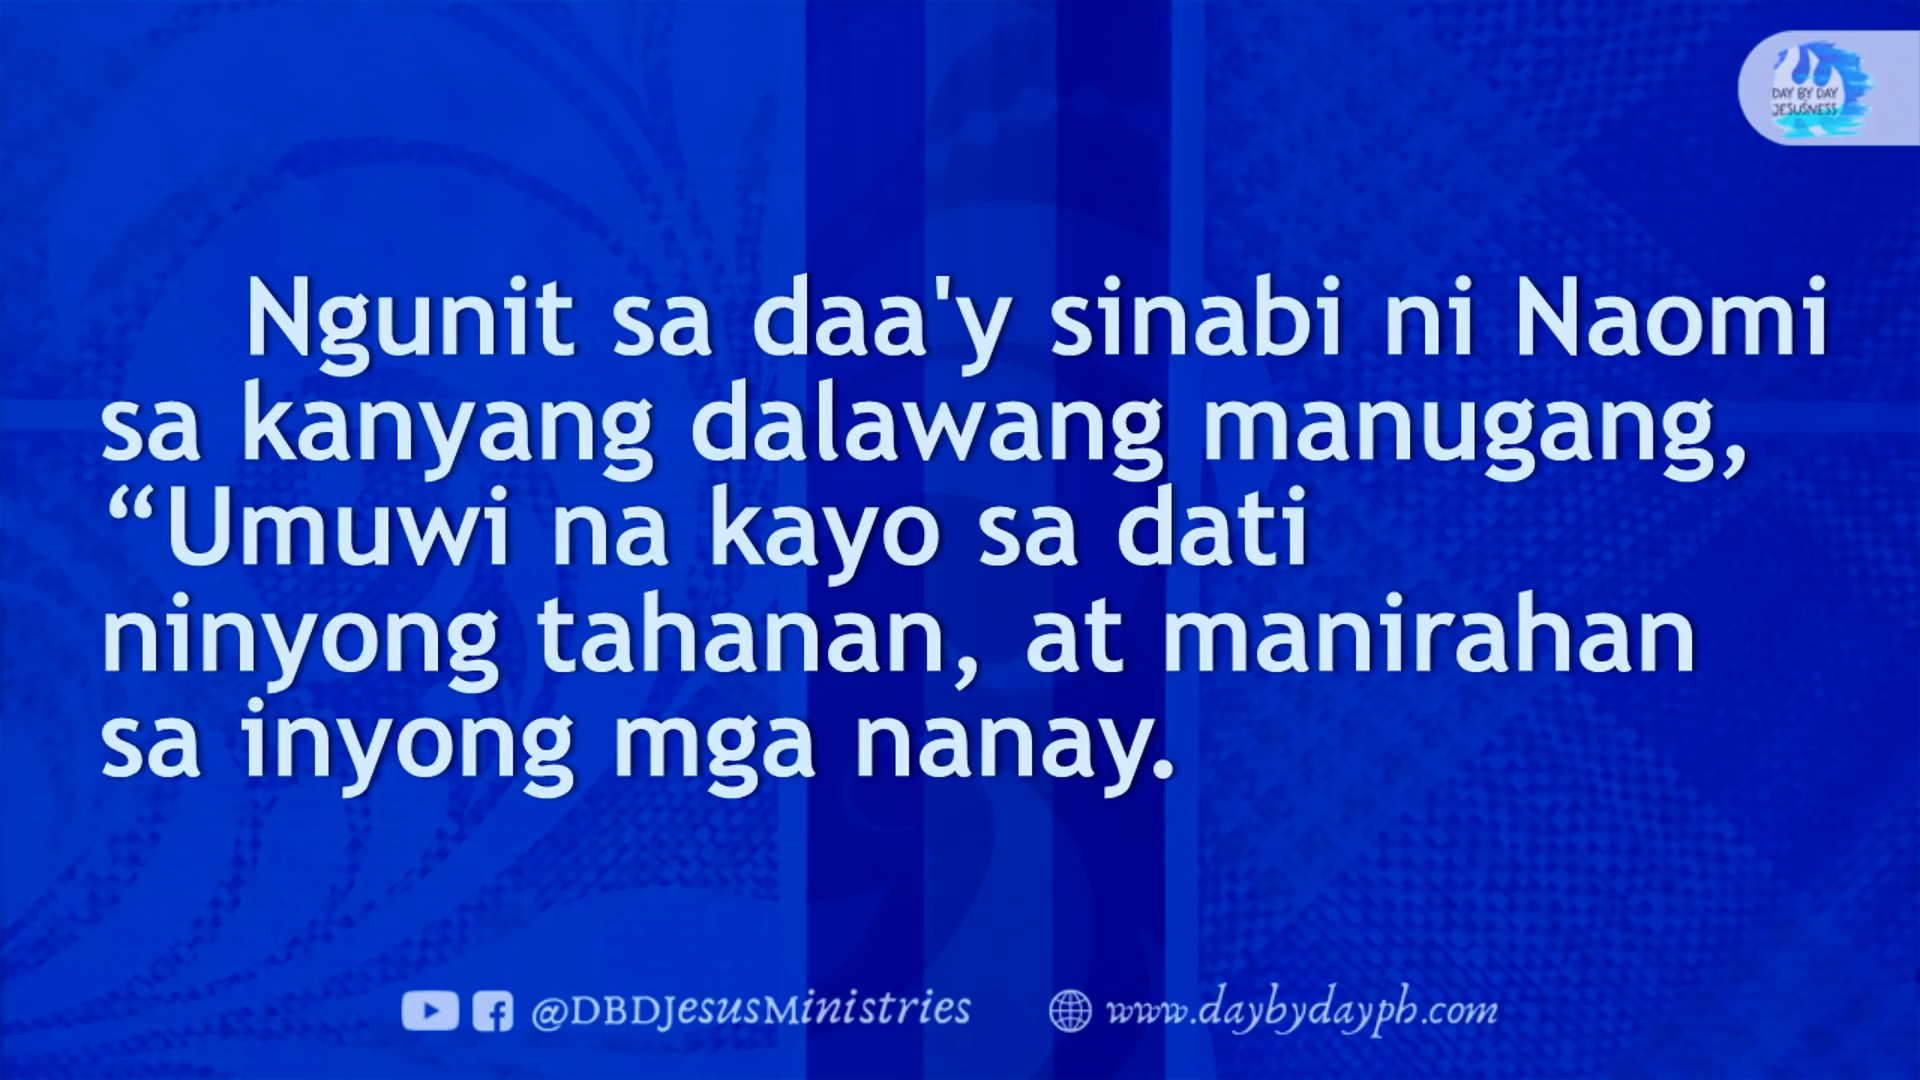 DAY BY DAY
JESUSNESS
Ngunit sa daa'y sinabi ni Naomi
sa kanyang dalawang manugang,
“Umuwi na kayo sa dati
ninyong tahanan, at manirahan
sa inyong mga nanay.
@DBDJesusMinistries www.daybydayph.com